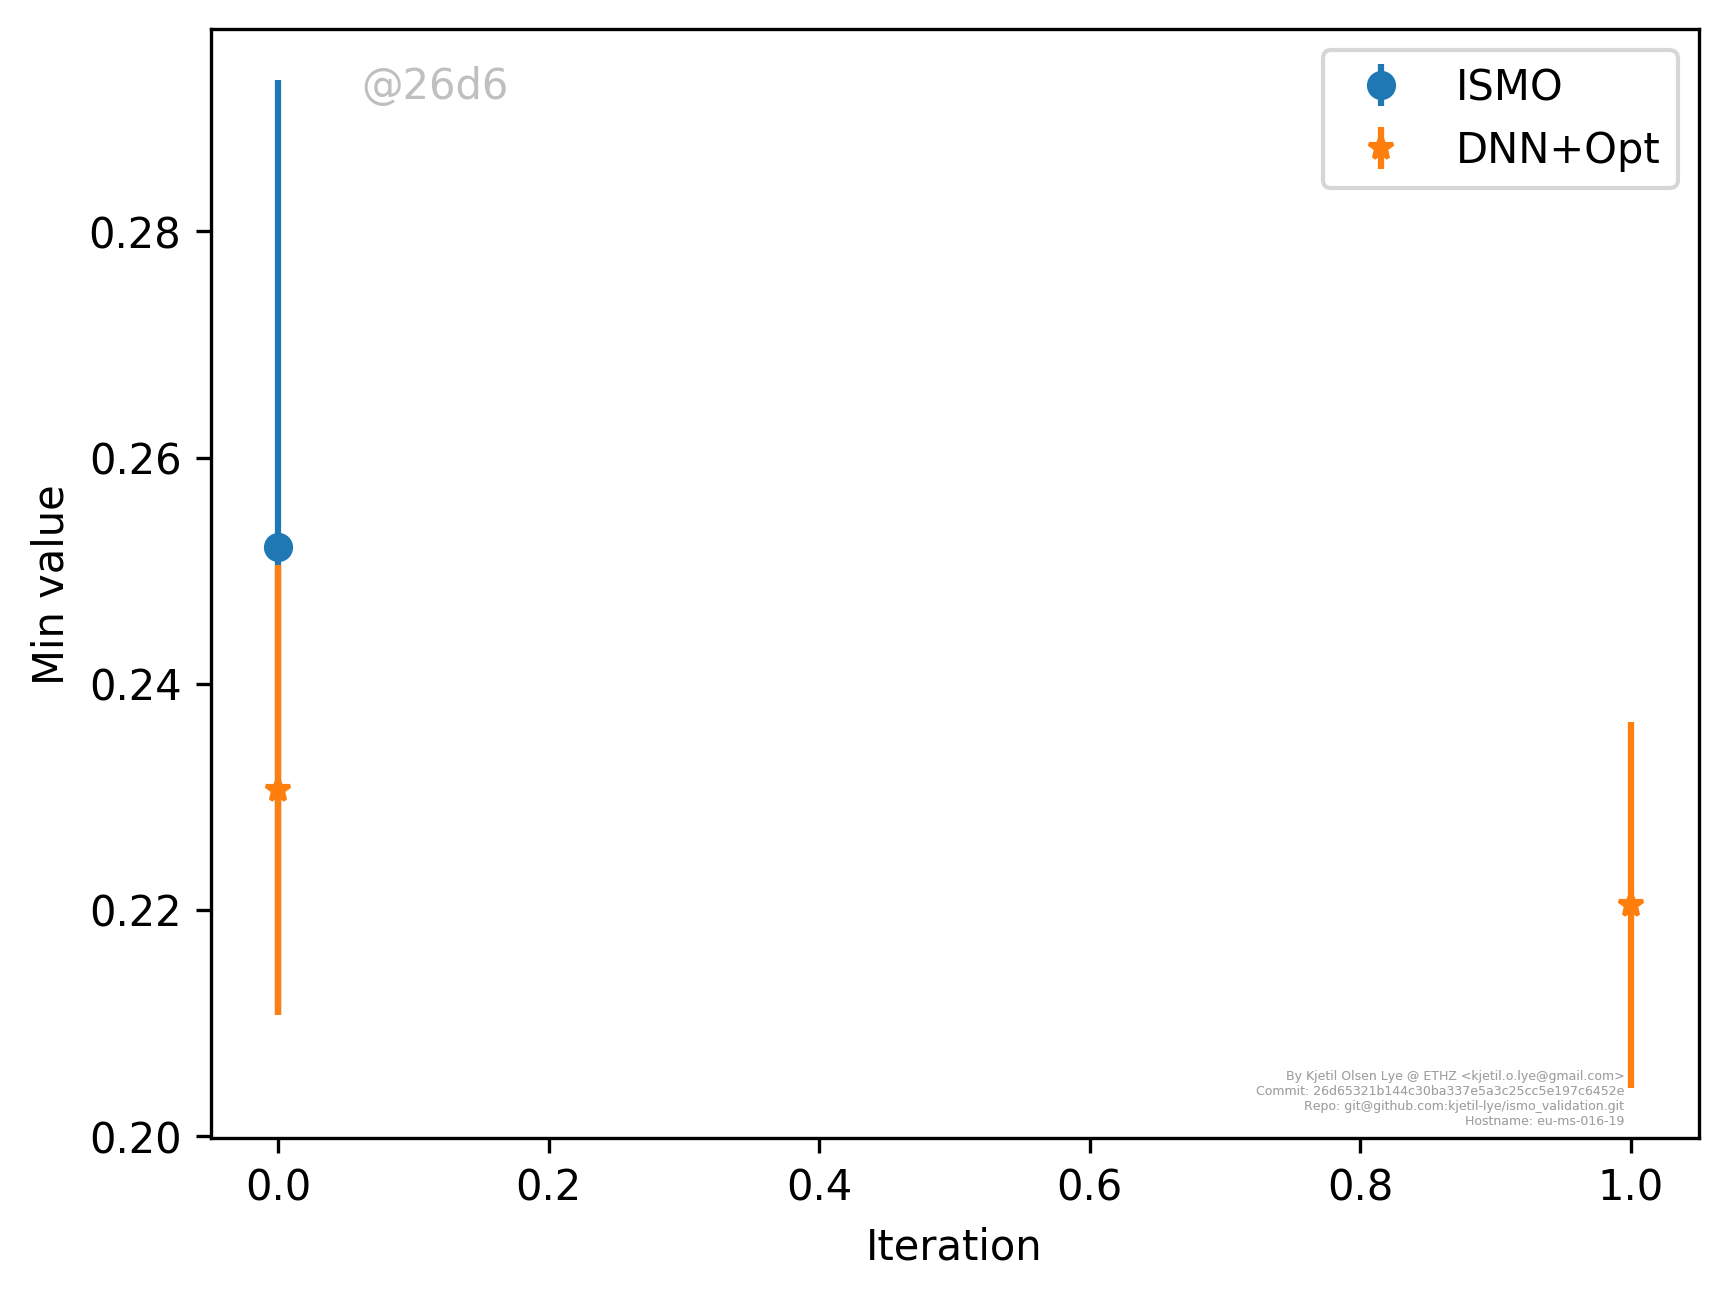 @26d6
ISMO
DNN+Opt
0.28
0.26
0.24
0.22
0.20
Min value
By Kjetil Olsen Lye @ ETHZ <kjetil.o.lye@gmail.com>
Commit: 26d65321b144c30ba337e5a3c25cc5e197c6452e
Repo: git@github.com:kjetil-lye/ismo_validation.git
Hostname: eu-ms-016-19
0.0 0.2 0.4 0.6 0.8 1.0
Iteration